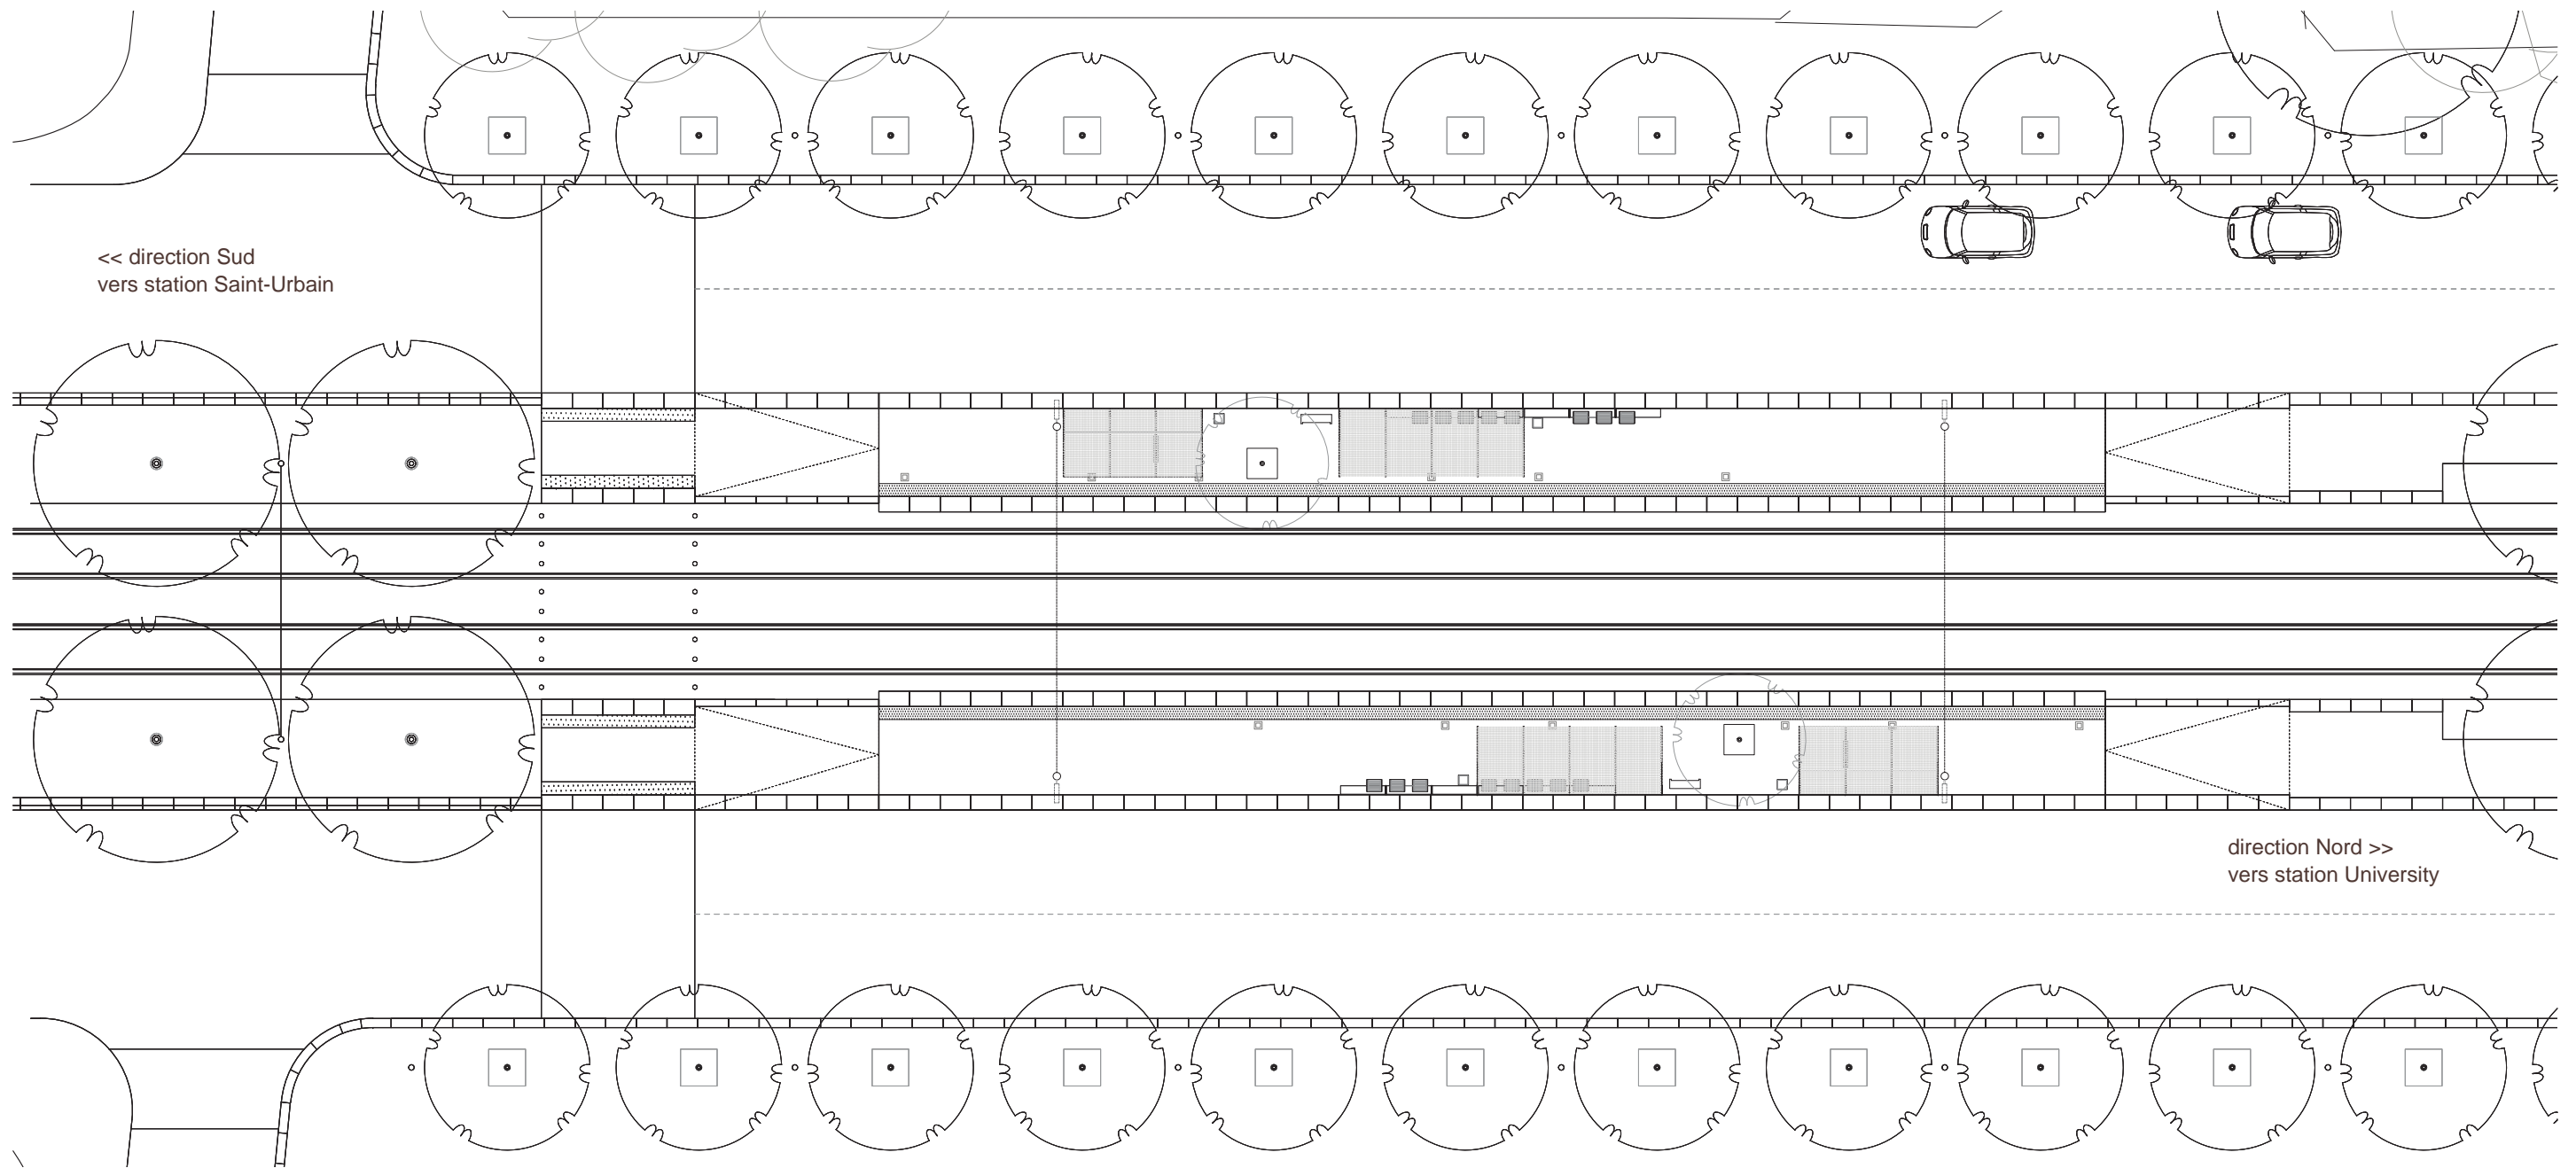 << direction Sud
vers station Saint-Urbain
direction Nord >>
vers station University